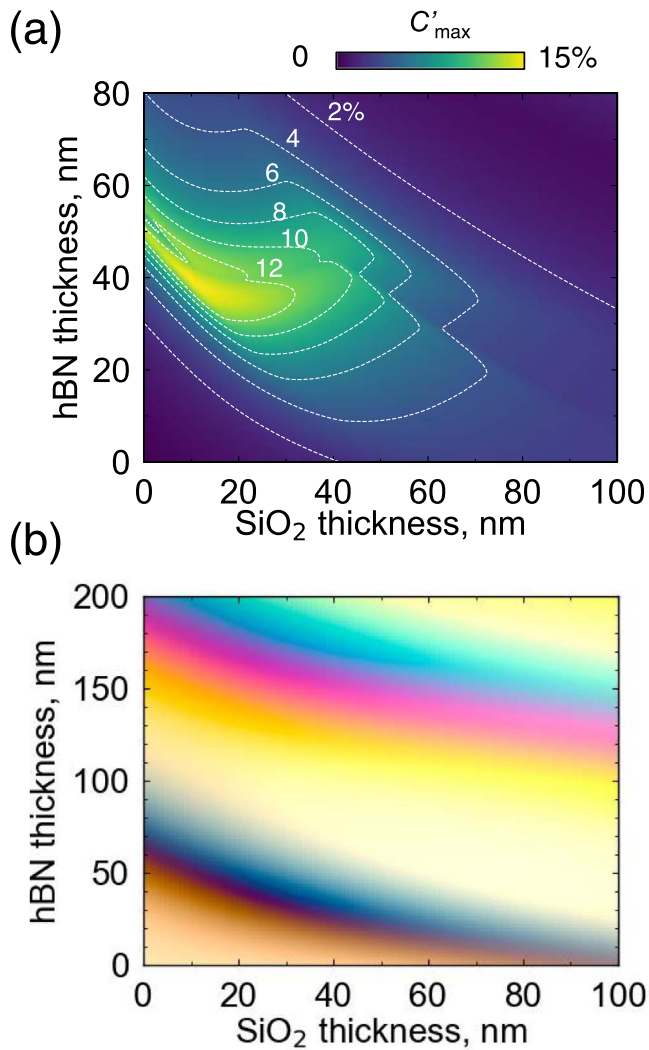 (a)
C'max
0 15%
80
60
40
20
0
hBN thickness, nm
2%
4
6
8
10
12
0 20 40 60 80 100
SiO2 thickness, nm
(b)
200
150
100
50
0
hBN thickness, nm
0 20 40 60 80 100
SiO2 thickness, nm